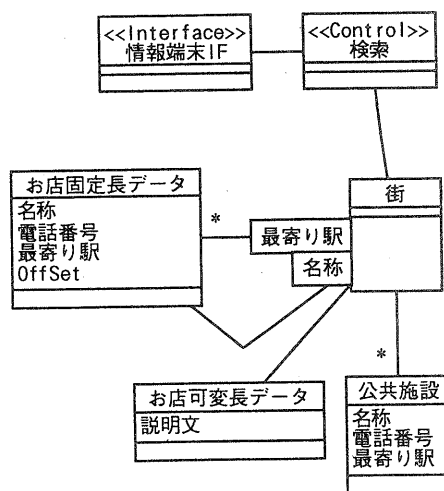 <<Interface>>
情報端末IF
<<Control>>
検索
お店固定長データ
名称
電話番号
最寄り駅
OffSet
*
最寄り駅
名称
街
お店可変長データ
説明文
*
公共施設
名称
電話番号
最寄り駅